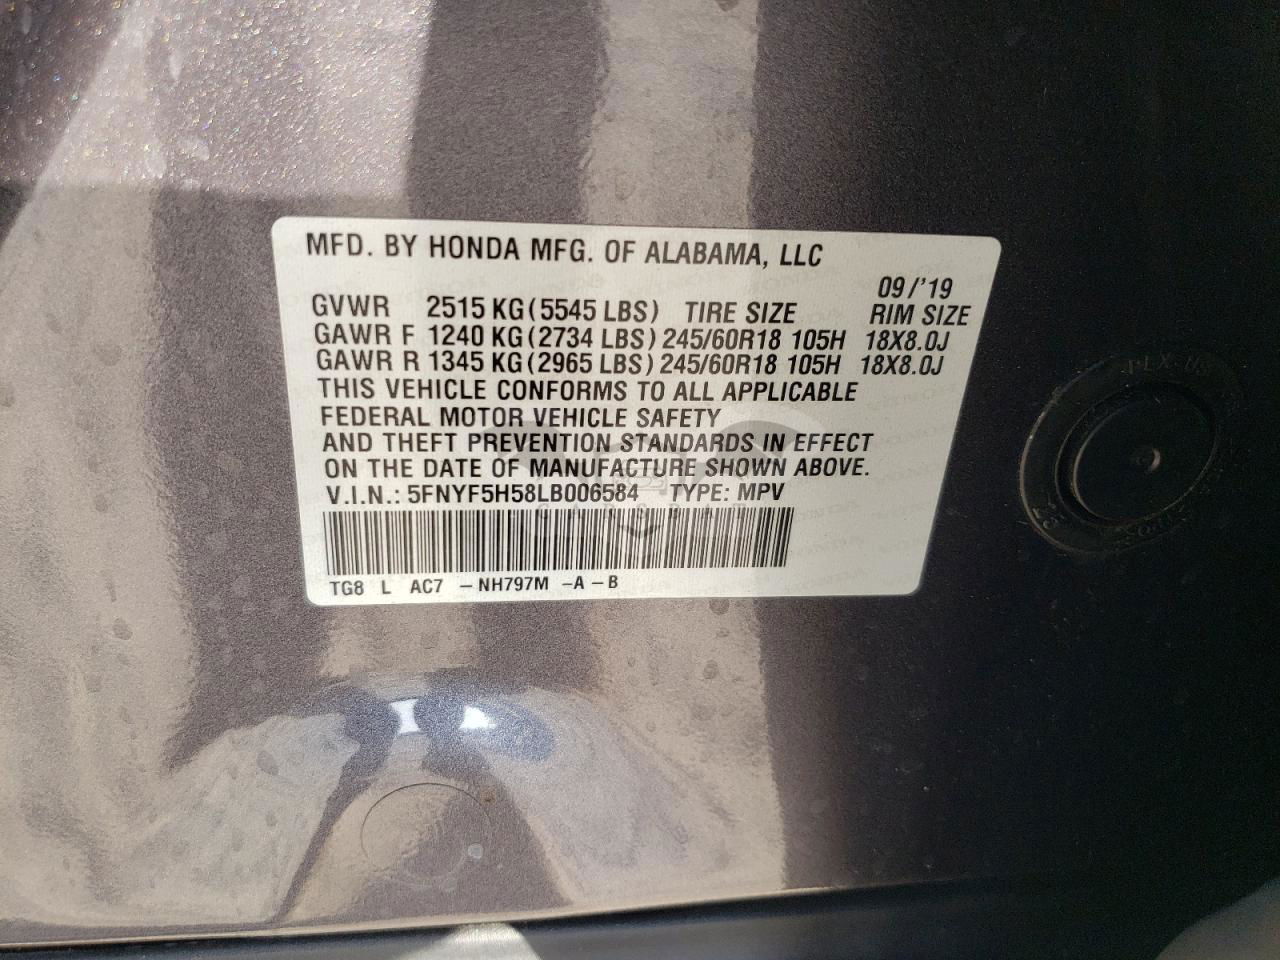 MFD. BY HONDA MFG. OF ALABAMA, LLC
09/'19
GVWR 2515 KG (5545 LBS) TIRE SIZE RIM SIZE
GAWR F 1240 KG (2734 LBS) 245/60R18 105H 18X8.0J
GAWR R 1345 KG (2965 LBS) 245/60R18 105H 18X8.0J
THIS VEHICLE CONFORMS TO ALL APPLICABLE
FEDERAL MOTOR VEHICLE SAFETY
AND THEFT PREVENTION STANDARDS IN EFFECT
ON THE DATE OF MANUFACTURE SHOWN ABOVE.
V.I.N.: 5FNYF5H58LB006584 TYPE: MPV
TG8 L AC7 -NH797M -A -B